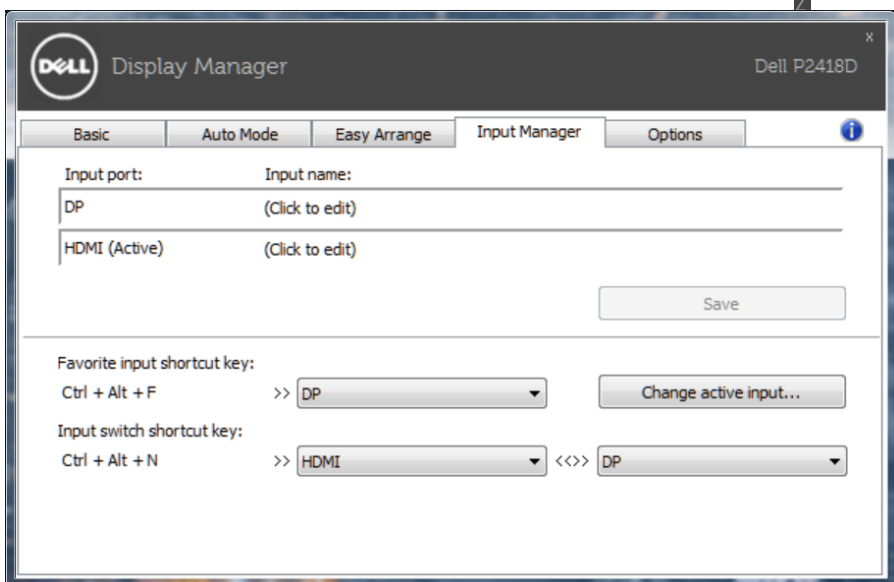 DELL Display Manager Dell P2418D x
Basic Auto Mode Easy Arrange Input Manager Options i
Input port: Input name:
DP (Click to edit)
HDMI (Active) (Click to edit)
Save
Favorite input shortcut key:
Ctrl + Alt + F >> DP Change active input...
Input switch shortcut key:
Ctrl + Alt + N >> HDMI <<>> DP